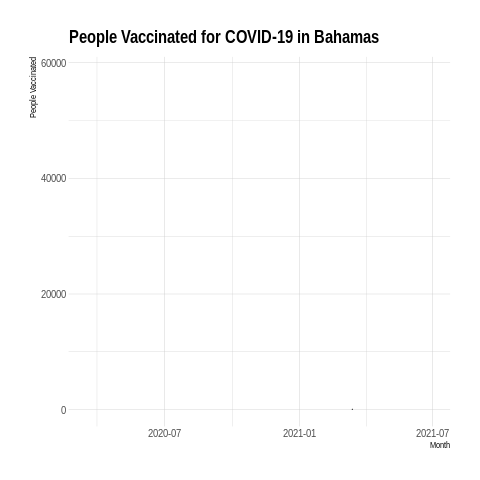 People Vaccinated for COVID-19 in Bahamas
People Vaccinated
60000
40000
20000
0
2020-07
2021-01
2021-07
Month